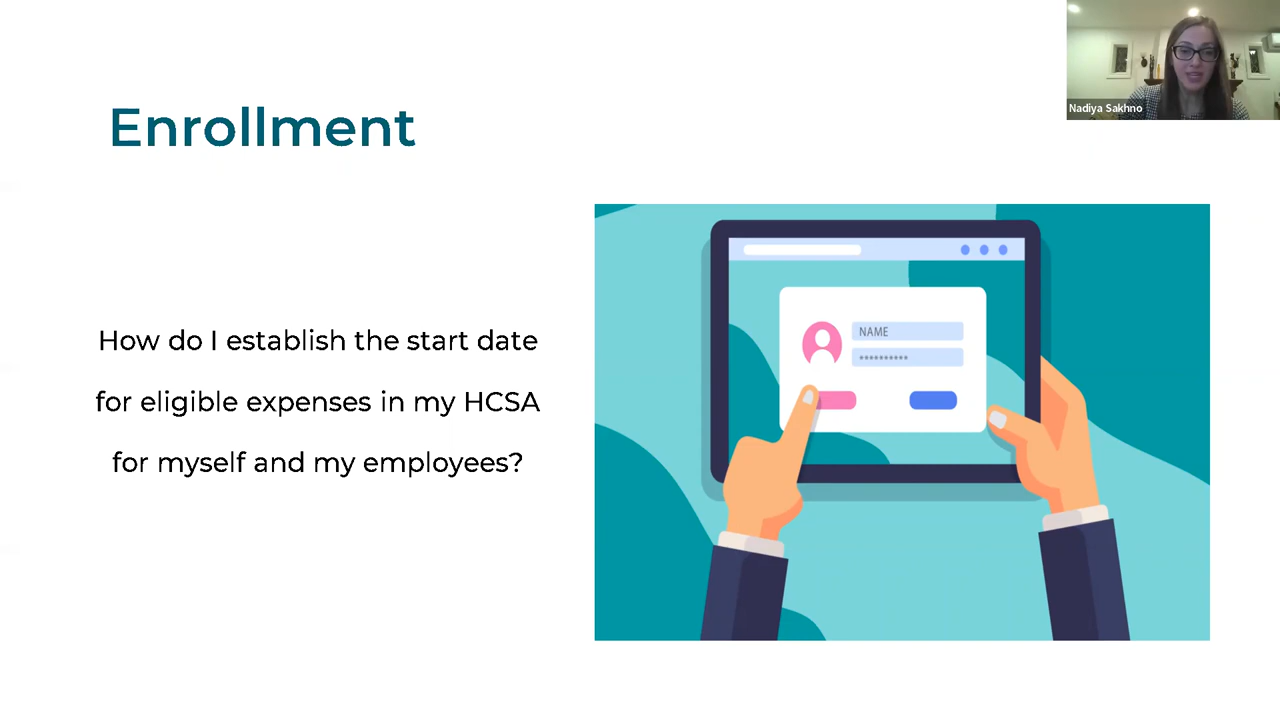 Nadiya Sakhno
Enrollment
How do I establish the start date
for eligible expenses in my HCSA
for myself and my employees?
NAME